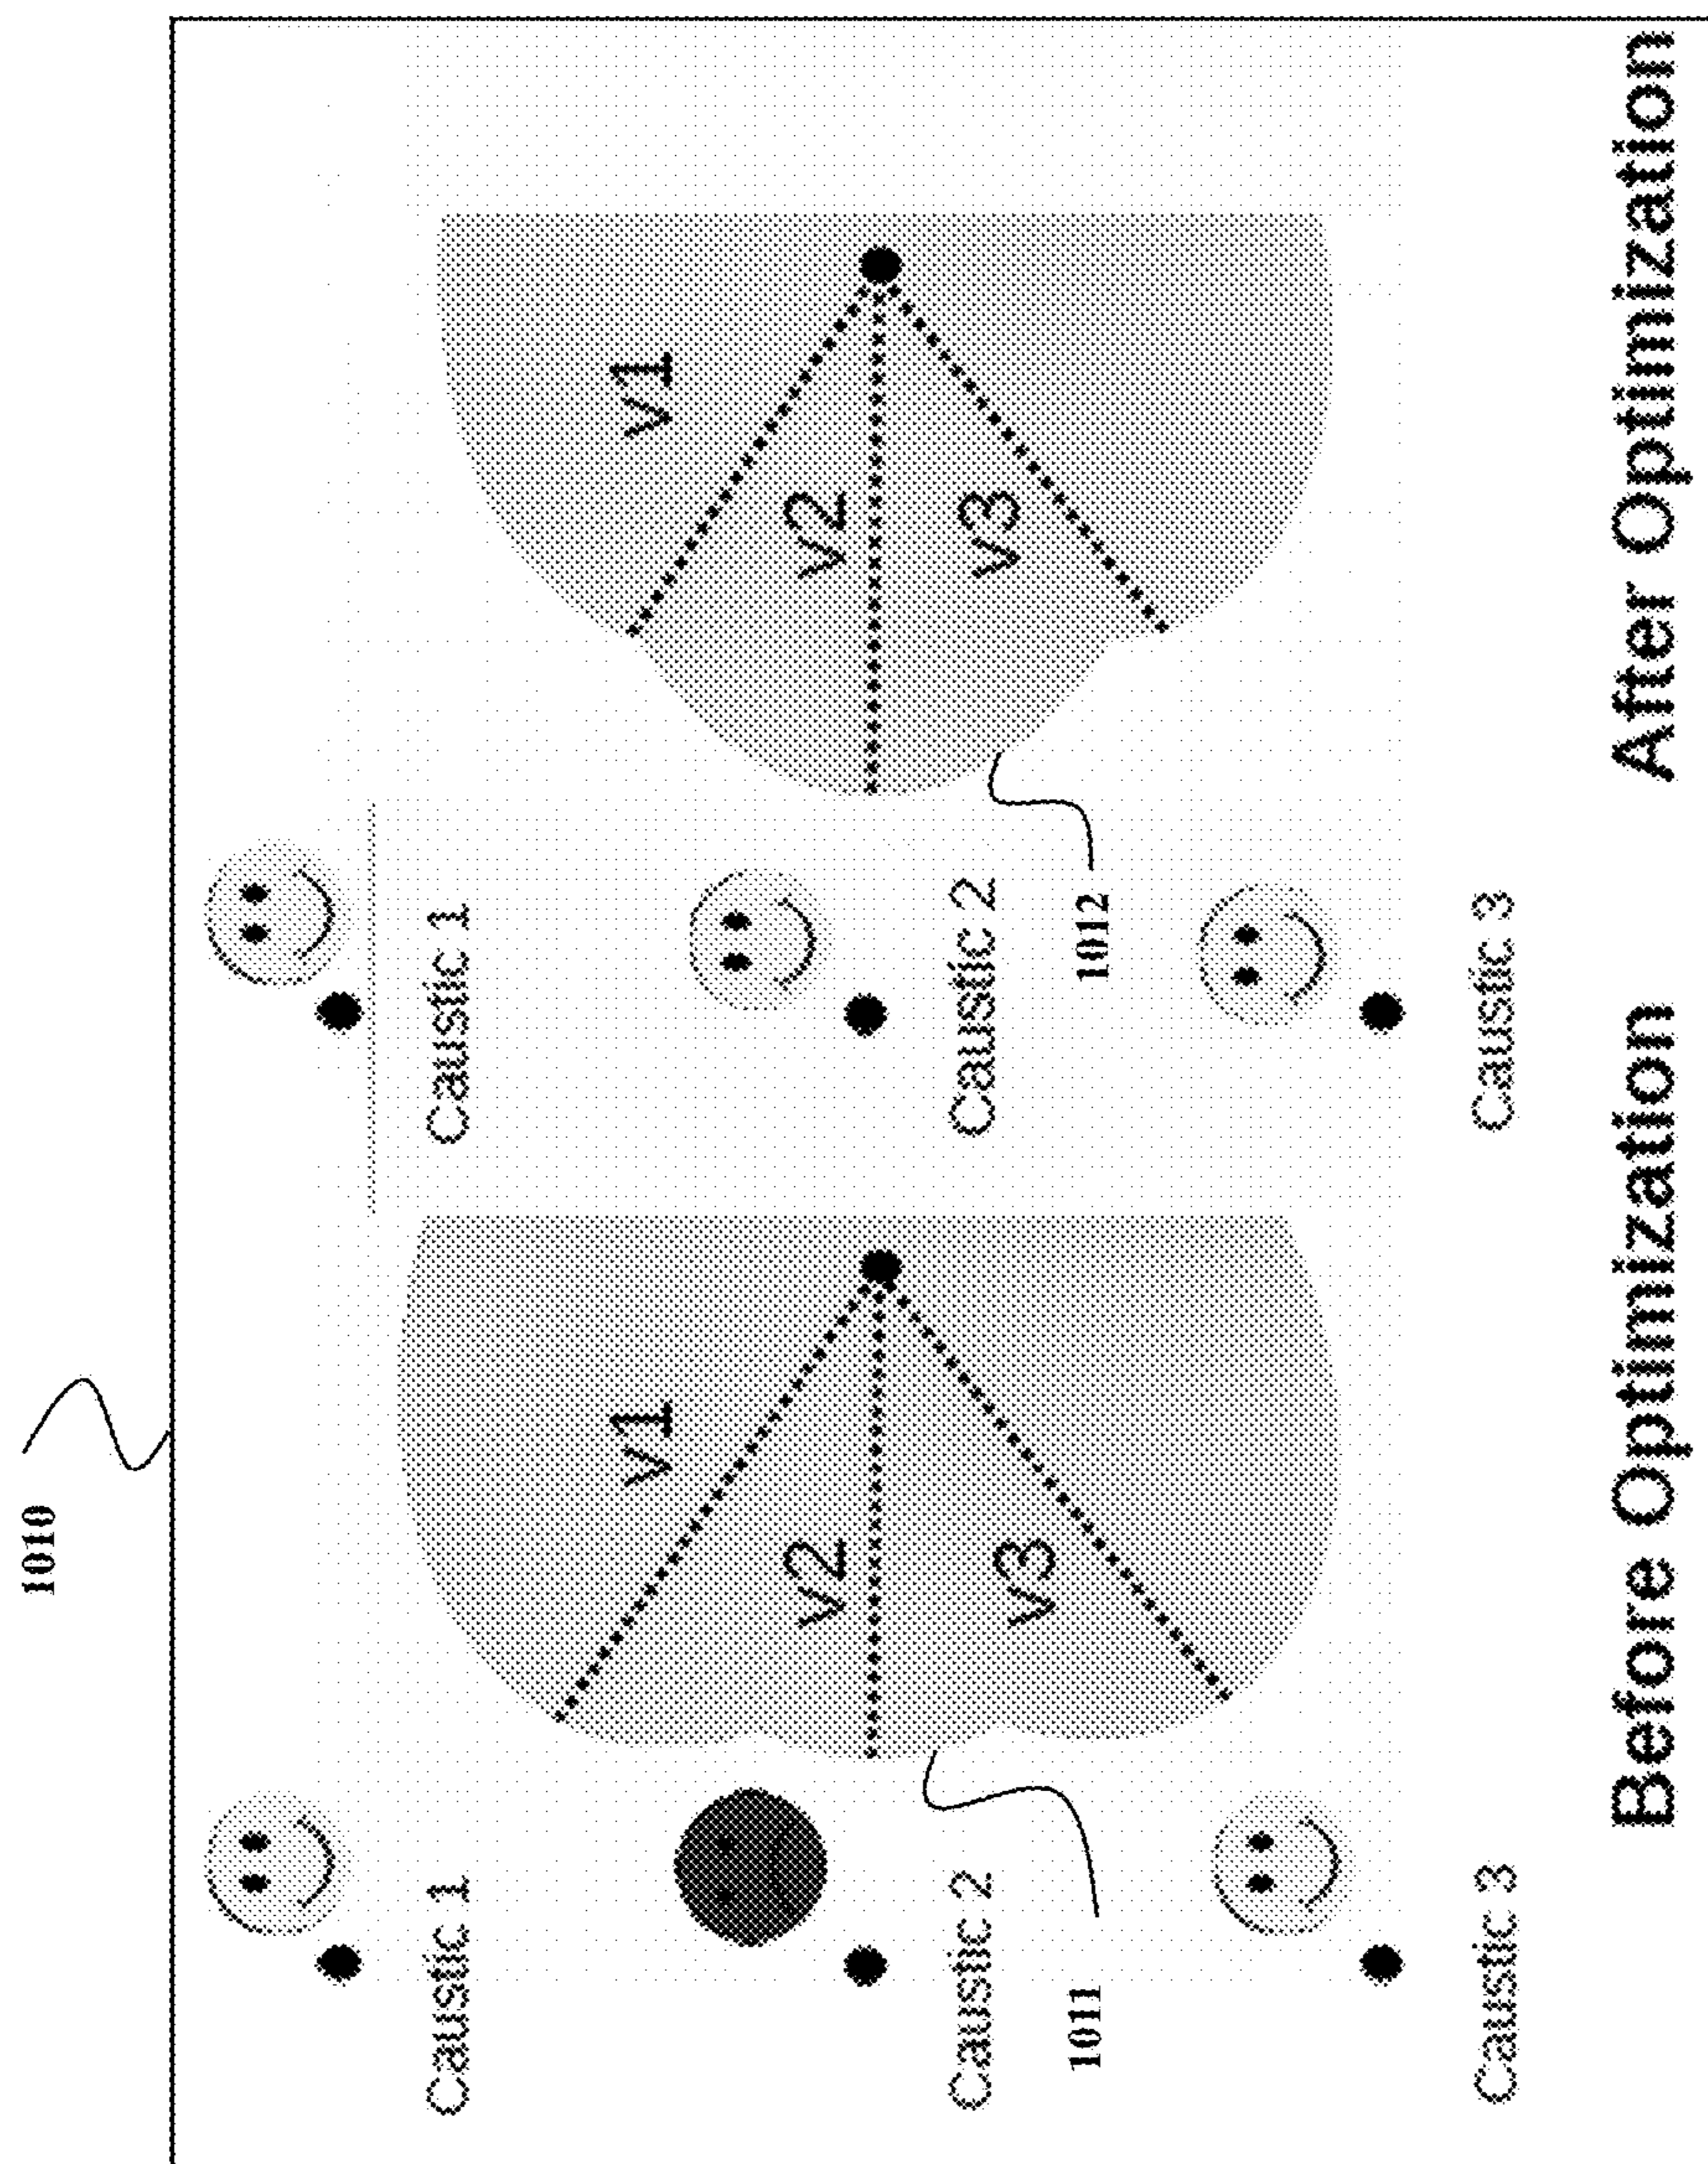 1010
Caustic 1
Caustic 2
Caustic 3
v1
v2
v3
1011
Before Optimization
Caustic 1
Caustic 2
Caustic 3
v1
v2
v3
1012
After Optimization